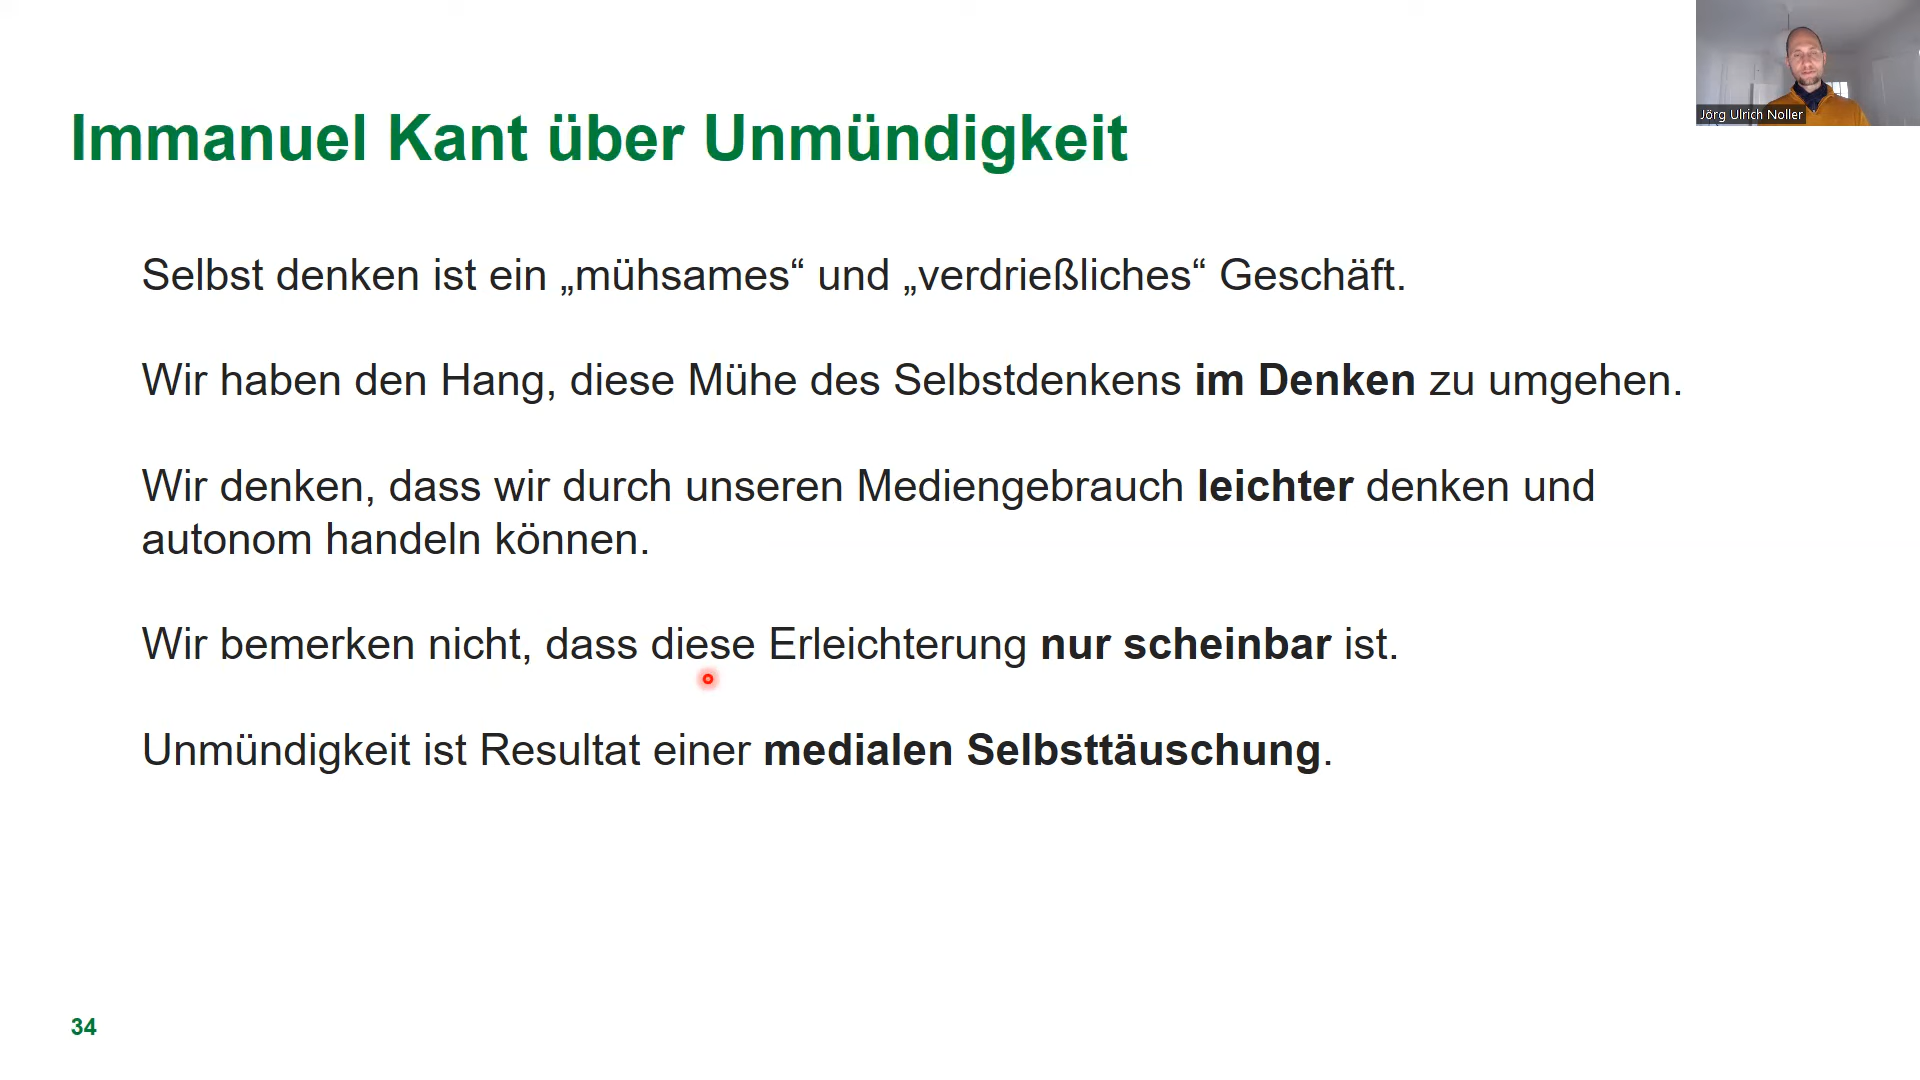 Jörg Ulrich Noller
Immanuel Kant über Unmündigkeit
Selbst denken ist ein „mühsames“ und „verdrießliches“ Geschäft.
Wir haben den Hang, diese Mühe des Selbstdenkens im Denken zu umgehen.
Wir denken, dass wir durch unseren Mediengebrauch leichter denken und
autonom handeln können.
Wir bemerken nicht, dass diese Erleichterung nur scheinbar ist.
Unmündigkeit ist Resultat einer medialen Selbsttäuschung.
34